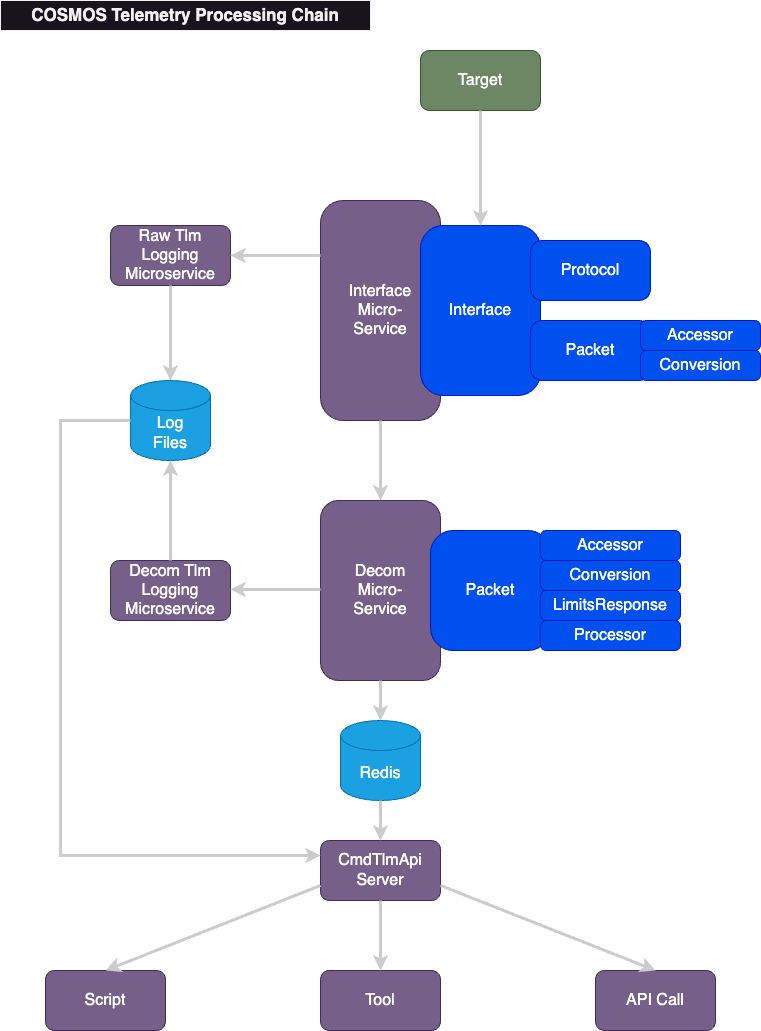 COSMOS Telemetry Processing Chain
Target
Raw Tlm
Logging
Microservice
Interface
Micro-
Service
Interface
Protocol
Packet
Accessor
Conversion
Log
Files
Decom Tlm
Logging
Microservice
Decom
Micro-
Service
Packet
Accessor
Conversion
LimitsResponse
Processor
Redis
CmdTlmApi
Server
Script
Tool
API Call